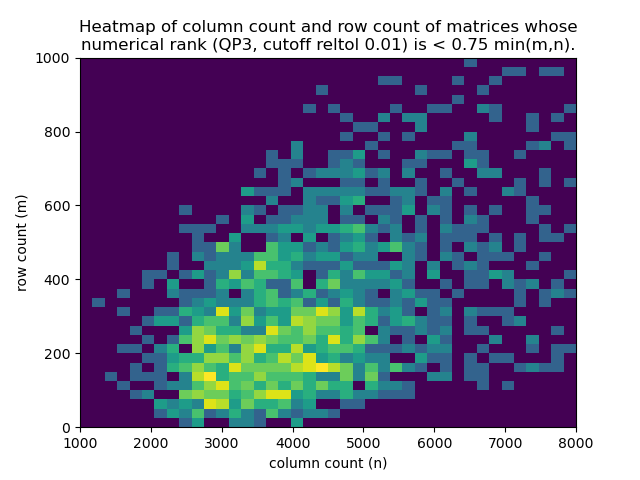 Heatmap of column count and row count of matrices whose
numerical rank (QP3, cutoff reltol 0.01) is < 0.75 min(m,n).
1000
800
600
400
200
0
row count (m)
1000 2000 3000 4000 5000 6000 7000 8000
column count (n)